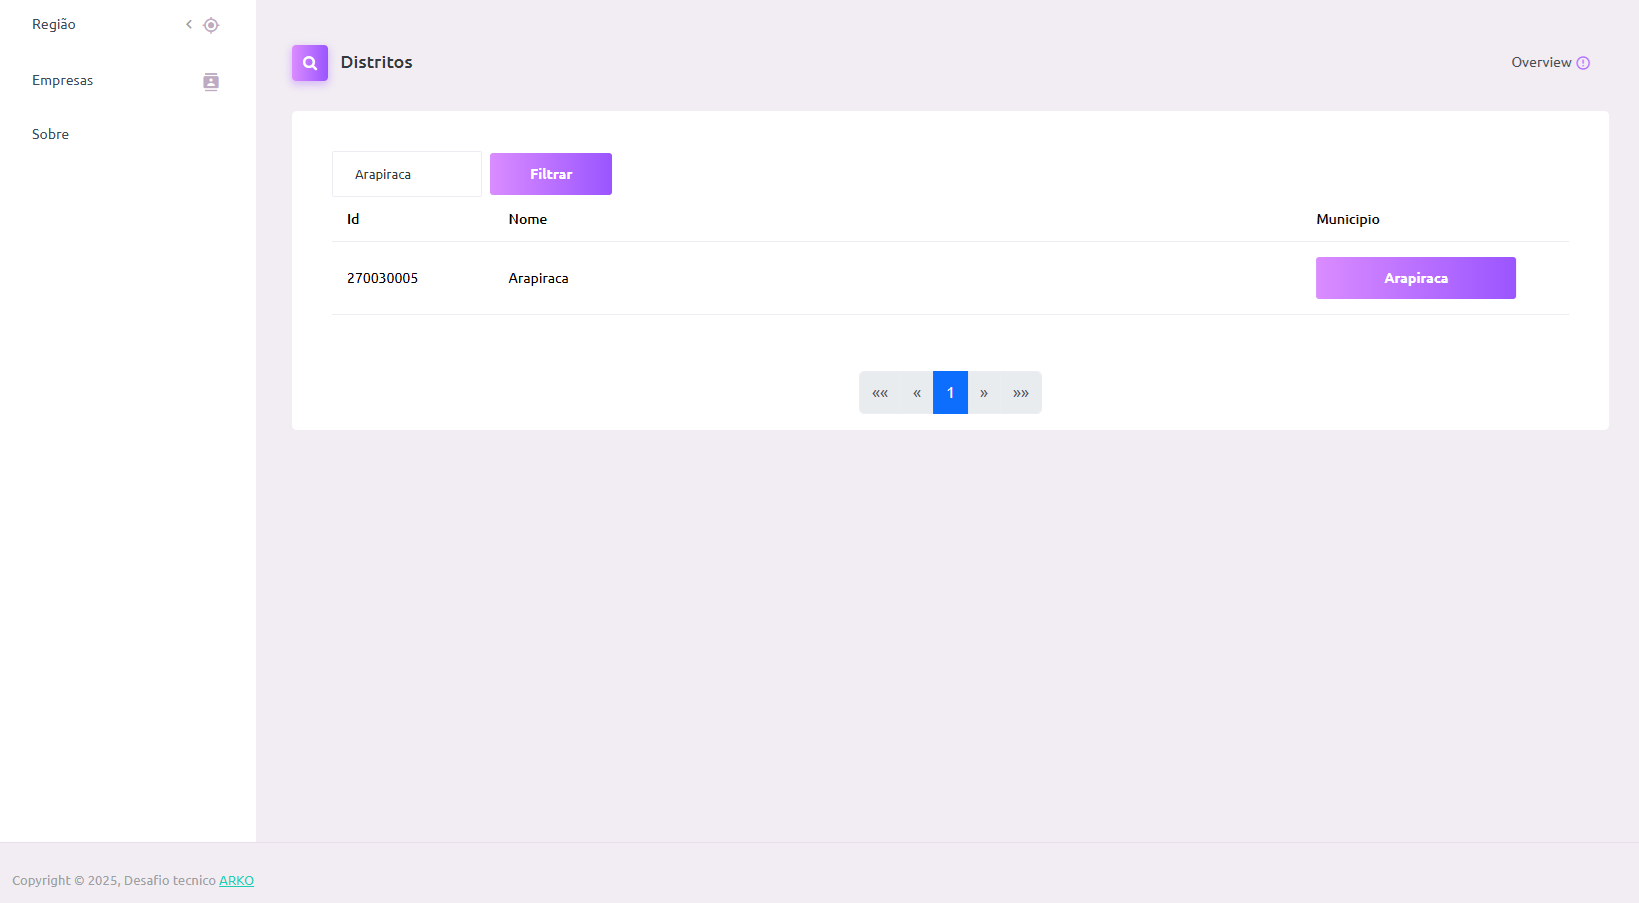 Região
Empresas
Sobre
Distritos
Overview
Arapiraca Filtrar
Id Nome Municipio
270030005 Arapiraca Arapiraca
«« « 1 » »»
Copyright © 2025, Desafio tecnico ARKO